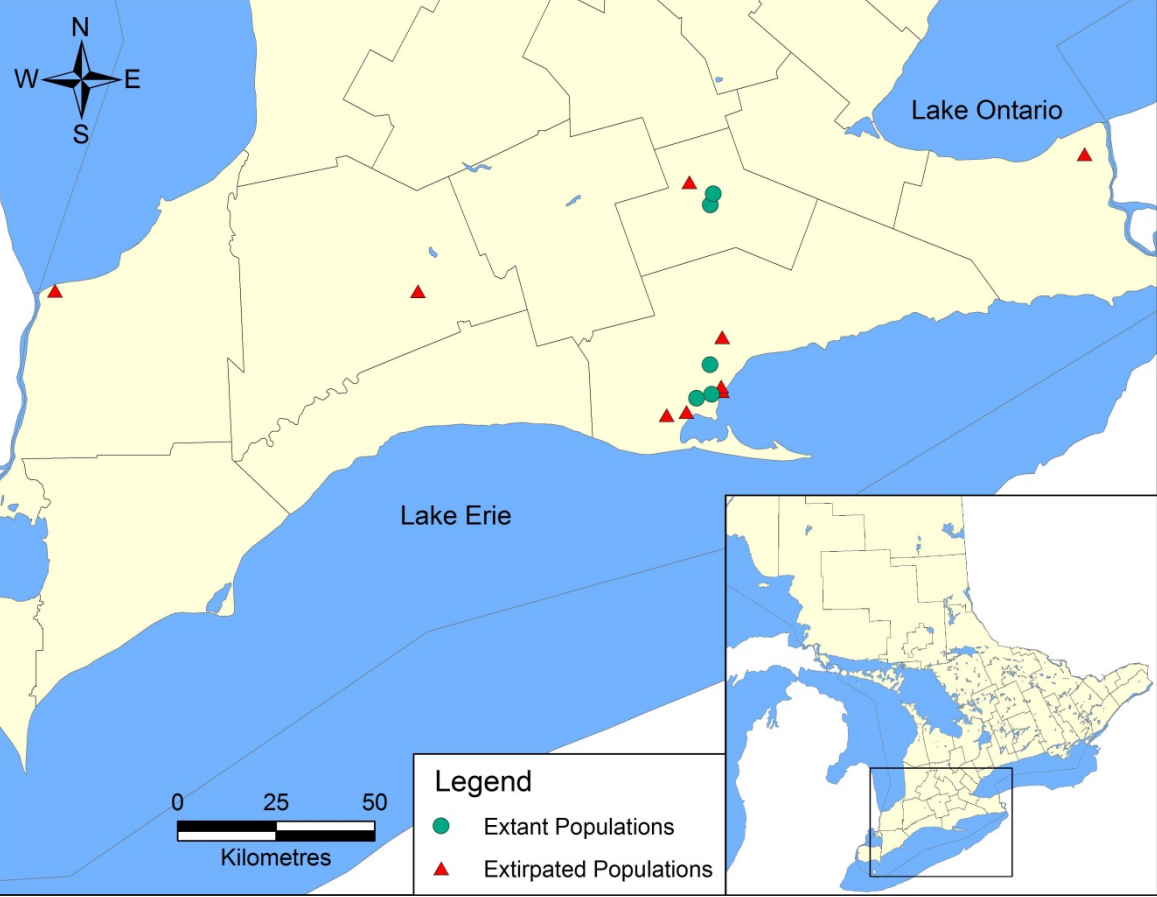 N
W E
S
Lake Ontario
Lake Erie
0 25 50
Kilometres
Legend
Extant Populations
Extirpated Populations